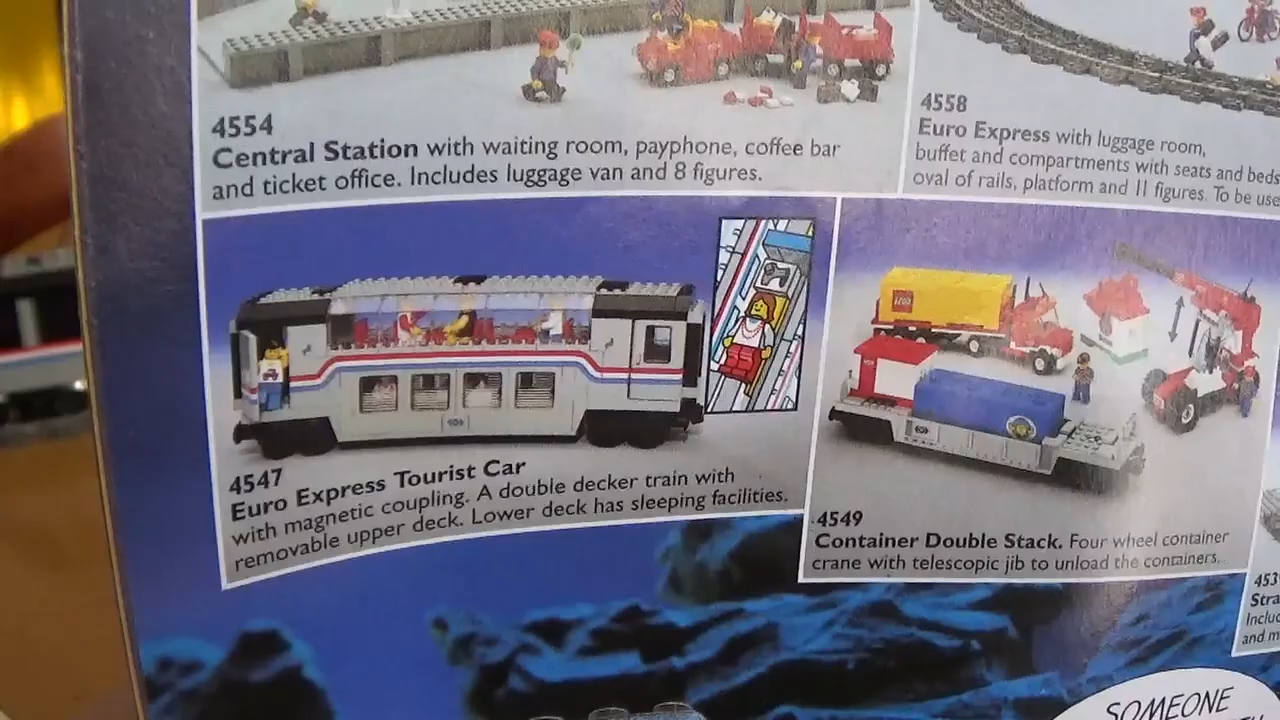 4554
Central Station with waiting room, payphone, coffee bar
and ticket office. Includes luggage van and 8 figures.
4558
Euro Express with luggage room,
buffet and compartments with seats and beds
oval of rails, platform and 11 figures. To be use
LEGO
4547
Euro Express Tourist Car
with magnetic coupling. A double decker train with
removable upper deck. Lower deck has sleeping facilities.
4549
Container Double Stack. Four wheel container
crane with telescopic jib to unload the containers.
453
Stra
Includ
and m
SOMEONE